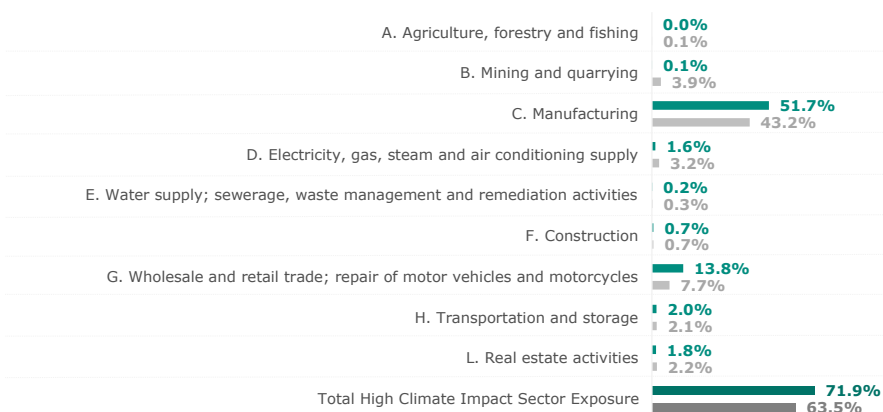 A. Agriculture, forestry and fishing
0.0%
0.1%
B. Mining and quarrying
0.1%
3.9%
C. Manufacturing
51.7%
43.2%
D. Electricity, gas, steam and air conditioning supply
1.6%
3.2%
E. Water supply; sewerage, waste management and remediation activities
0.2%
0.3%
F. Construction
0.7%
0.7%
G. Wholesale and retail trade; repair of motor vehicles and motorcycles
13.8%
7.7%
H. Transportation and storage
2.0%
2.1%
L. Real estate activities
1.8%
2.2%
Total High Climate Impact Sector Exposure
71.9%
63.5%